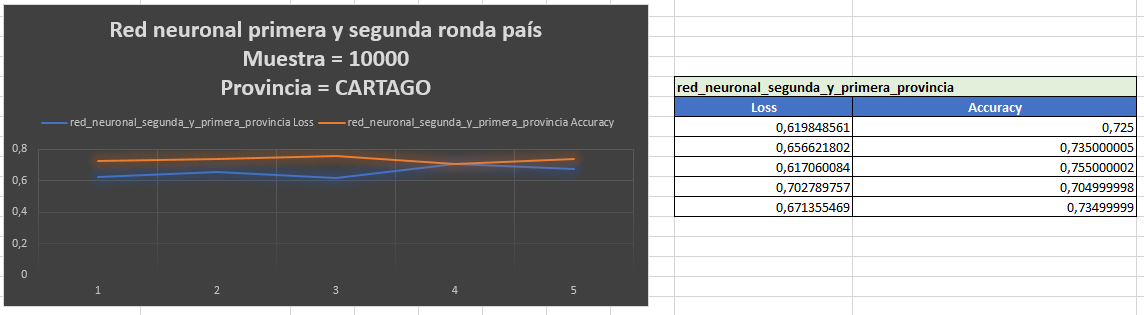 Red neuronal primera y segunda ronda país
Muestra = 10000
Provincia = CARTAGO
red_neuronal_segunda_y_primera_provincia Loss red_neuronal_segunda_y_primera_provincia Accuracy
0,8
0,6
0,4
0,2
0
1 2 3 4 5
red_neuronal_segunda_y_primera_provincia
Loss Accuracy
0,619848561 0,725
0,656621802 0,735000005
0,617060084 0,755000002
0,702789757 0,704999998
0,671355469 0,73499999